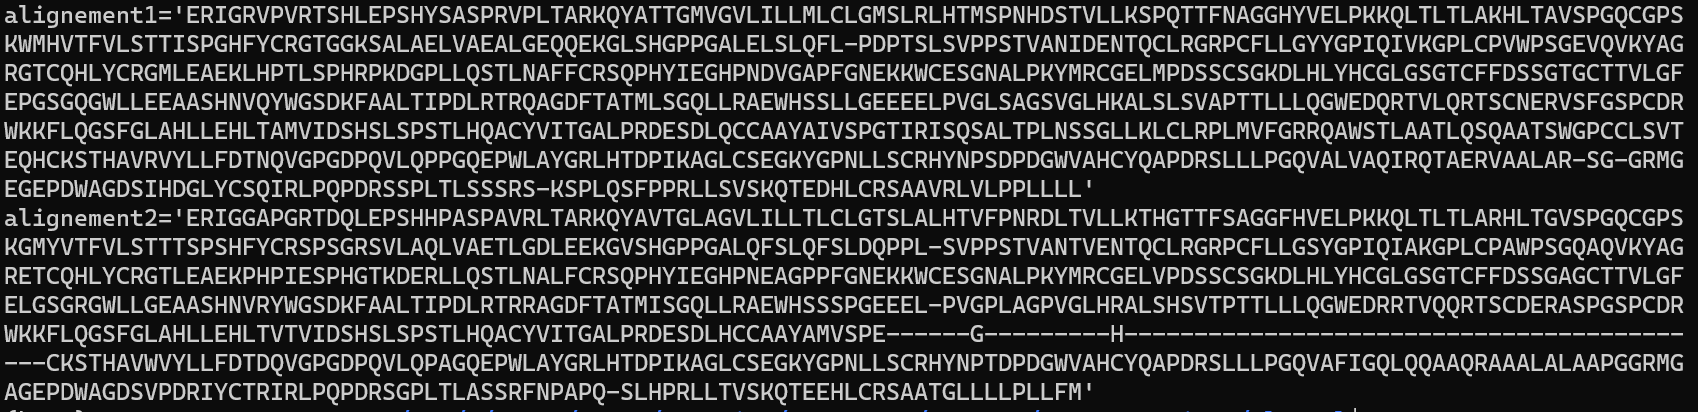 alignement1='ERIGRVPVRTSHLEPSHYSASPRVPLTARKQYATTGMVGVLILLMLCLGMSLRLHTMSPNHDSTVLLKSPQTTFNAGGHYVELPKKQLTLTLAKHLTAVSPGQCGPS
KWMHVTFVLSTTISPGHFYCRGTGGKSALAELVAEALGEQQEKGLSHGPPGALELSLQFL-PDPTSLSVPPSTVANIDENTQCLRGRPCFLLGYYGPIQIVKGPLCPVWPSGEVQVKYAG
RGTCQHLYCRGMLEAEKLHPTLSPHRPKDGPLLQSTLNAFFCRSQPHYIEGHPNDVGAPFGNEKKWCESGNALPKYMRCGELMPDSSCSGKDLHLYHCGLGSGTCFFDSSGTGCTTVLGF
EPGSGQGWLLEEAASHNVQYWGSDKFAALTIPDLRTRQAGDFTATMLSGQLLRAEWHSSLLGEEEELPVGLSAGSVGLHKALSLSVAPTTLLLQGWEDQRTVLQRTSCNERVSFGSPCDR
WKKFLQGSFGLAHLLEHLTAMVIDSHSLSPSTLHQACYVITGALPRDESDLQCCAAYAIVSPGTIRISQSALTPLNSSGLLKLCLRPLMVFGRRQAWSTLAATLQSQAATSWGPCCLSVT
EQHCKSTHAVRVYLLFDTNQVGPGDPQVLQPPGQEPWLAYGRLHTDPIKAGLCSEGKYGPNLLSCRHYNPSDPDGWVAHCYQAPDRSLLLPGQVALVAQIRQTAERVAALAR-SG-GRMG
EGEPDWAGDSIHDGLYCSQIRLPQPDRSSPLTLSSSRS-KSPLQSFPPRLLSVSKQTEDHLCRSAAVRLVLPPLLLL'
alignement2='ERIGGAPGRTDQLEPSHHPASPAVRLTARKQYAVTGLAGVLILLTLCLGTSLALHTVFPNRDLTVLLKTHGTTFSAGGFHVELPKKQLTLTLARHLTGVSPGQCGPS
KGMYVTFVLSTTTSPSHFYCRSPSGRSVLAQLVAETLGDLEEKGVSHGPPGALQFSLQFSLDQPPL-SVPPSTVANTVENTQCLRGRPCFLLGSYGPIQIAKGPLCPAWPSGQAQVKYAG
RETCQHLYCRGTLEAEKPHPIESPHGTKDERLLQSTLNALFCRSQPHYIEGHPNEAGPPFGNEKKWCESGNALPKYMRCGELVPDSSCSGKDLHLYHCGLGSGTCFFDSSGAGCTTVLGF
ELGSGRGWLLGEAASHNVRYWGSDKFAALTIPDLRTRRAGDFTATMISGQLLRAEWHSSSPGEEEL-PVGPLAGPVGLHRALSHSVTPTTLLLQGWEDRRTVQQRTSCDERASPGSPCDR
WKKFLQGSFGLAHLLEHLTVTVIDSHSLSPSTLHQACYVITGALPRDESDLHCCAAYAMVSPE------G---------H----------------------------------------
---CKSTHAVWVYLLFDTDQVGPGDPQVLQPAGQEPWLAYGRLHTDPIKAGLCSEGKYGPNLLSCRHYNPTDPDGWVAHCYQAPDRSLLLPGQVAFIGQLQQAAQRAAALALAAPGGRMG
AGEPDWAGDSVPDRIYCTRIRLPQPDRSGPLTLASSRFNPAPQ-SLHPRLLTVSKQTEEHLCRSAATGLLLLPLLFM'